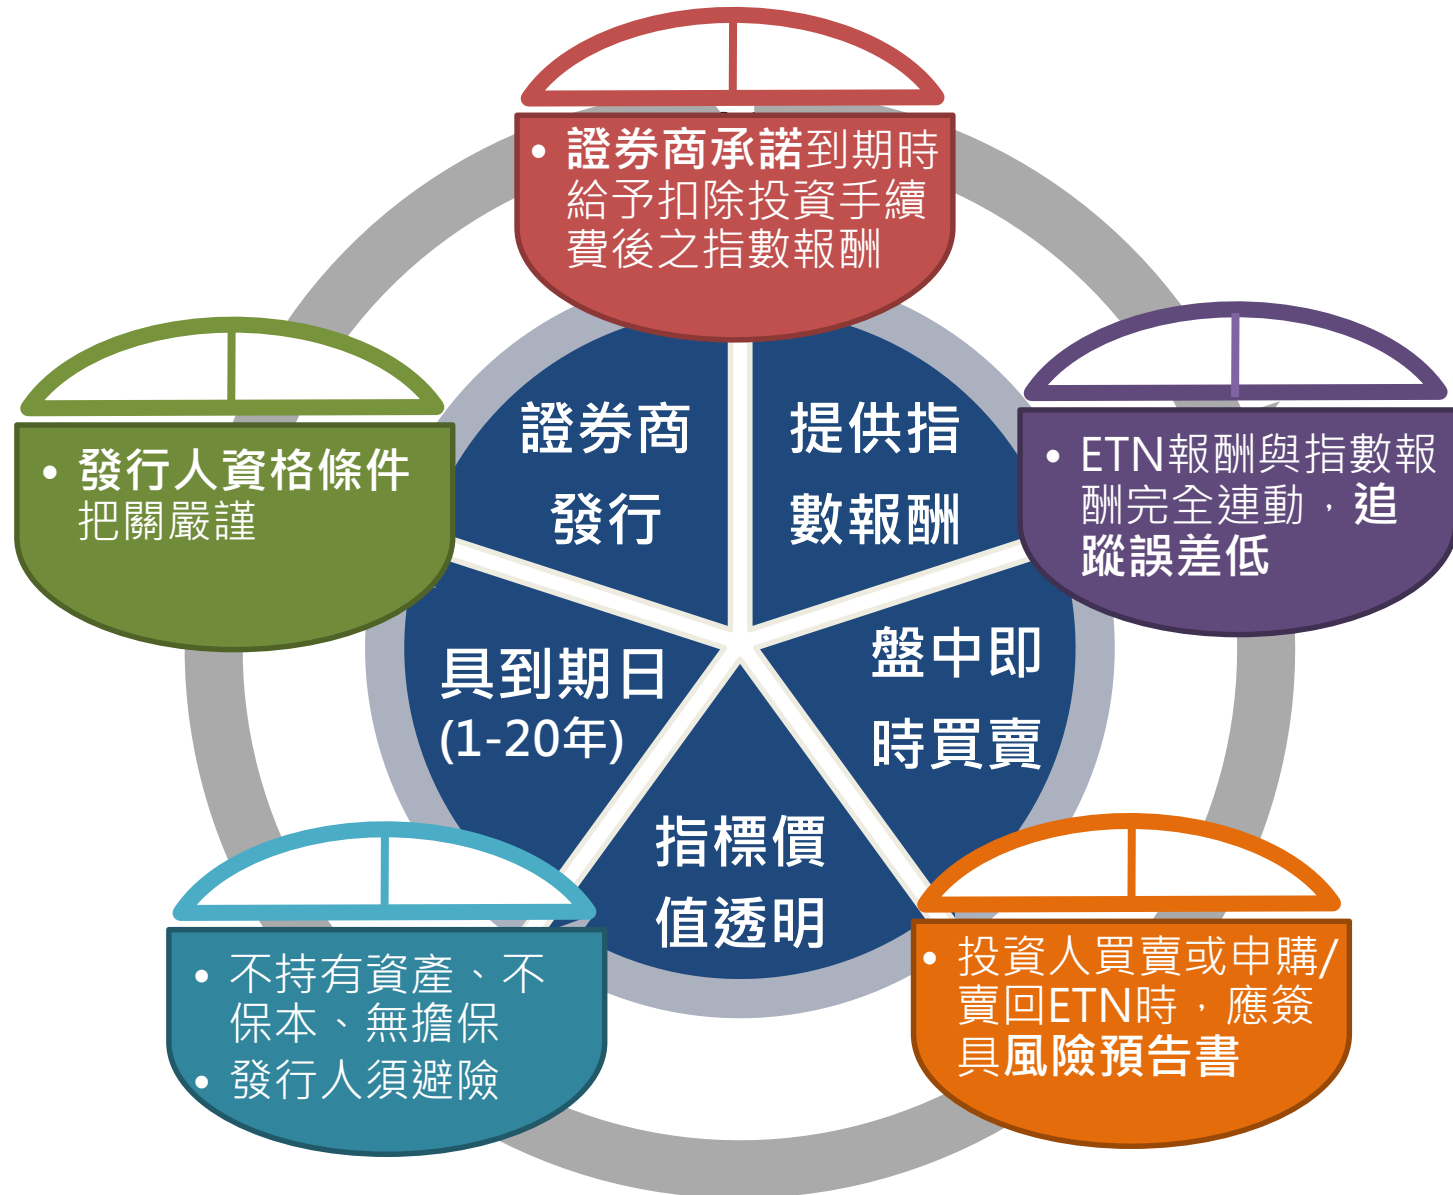 • 證券商承諾到期時
給予扣除投資手續
費後之指數報酬
• 發行人資格條件
把關嚴謹
證券商
發行
提供指
數報酬
• ETN報酬與指數報
酬完全連動，追
蹤誤差低
具到期日
(1-20年)
盤中即
時買賣
指標價
值透明
• 不持有資產、不
保本、無擔保
• 發行人須避險
• 投資人買賣或申購/
賣回ETN時，應簽
具風險預告書